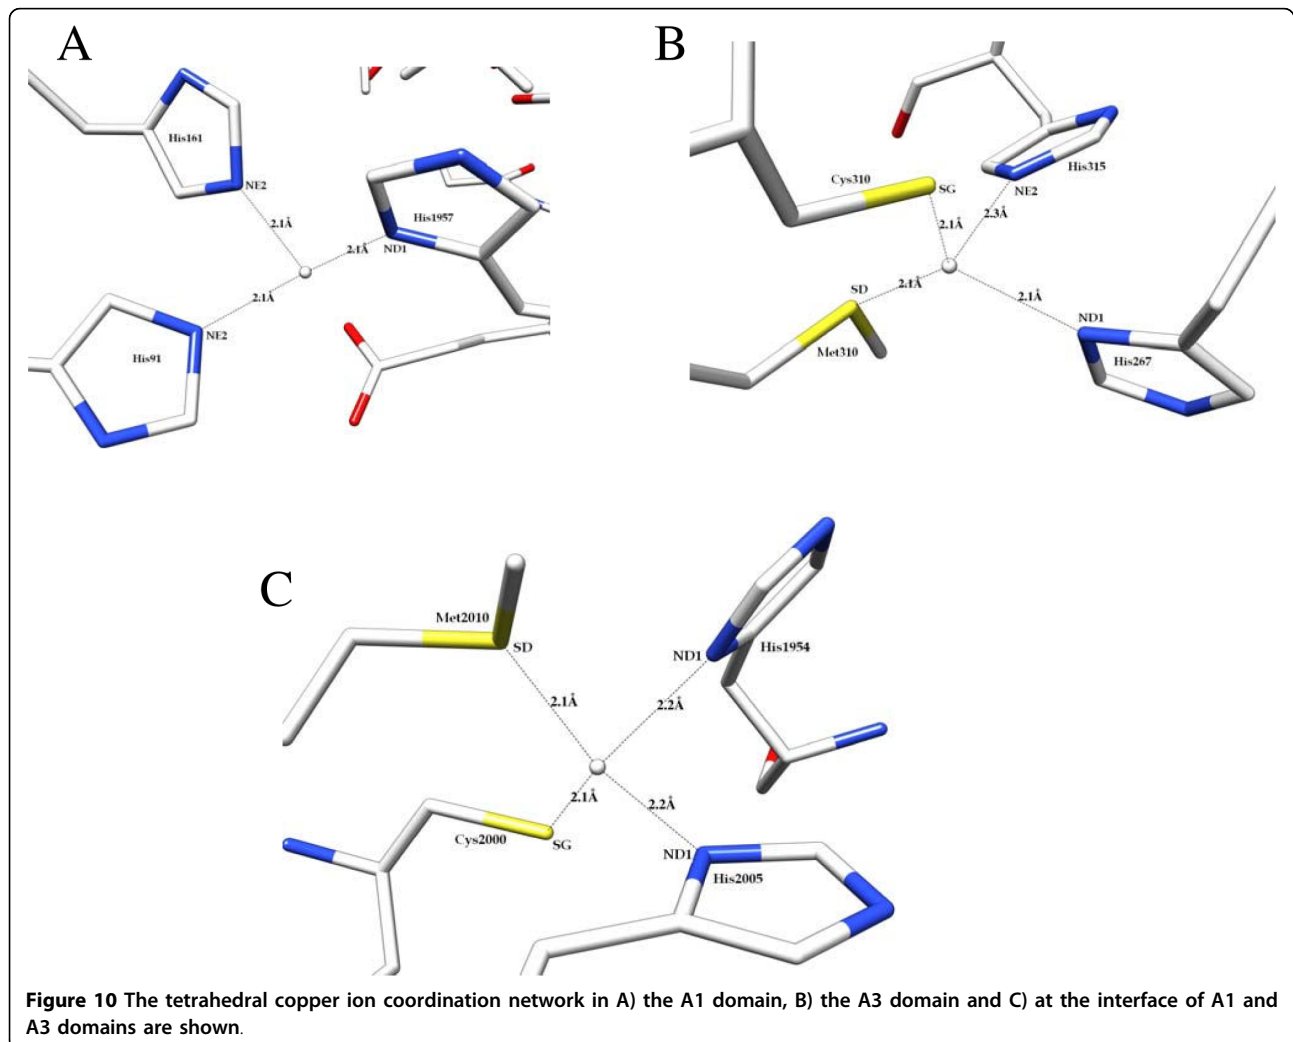 A
His161
NE2
2.1Å
His1957
2.1Å
ND1
2.1Å
NE2
His91
B
Cys310
SG
His315
NE2
2.1Å
2.3Å
SD
2.1Å
2.1Å
ND1
Met310
His267
C
Met2010
SD
ND1
His1954
2.1Å
2.2Å
2.1Å
2.2Å
Cys2000
SG
ND1
His2005
Figure 10 The tetrahedral copper ion coordination network in A) the A1 domain, B) the A3 domain and C) at the interface of A1 and
A3 domains are shown.